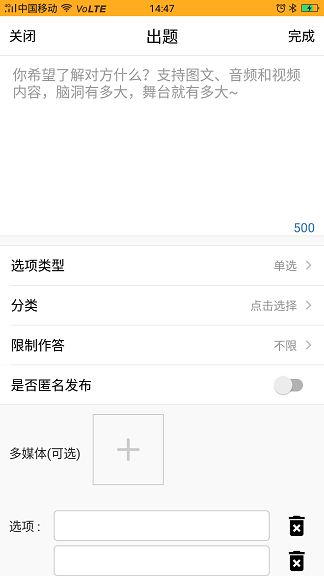 中国移动 VoLTE 14:47
关闭 出题 完成
你希望了解对方什么？支持图文、音频和视频
内容，脑洞有多大，舞台就有多大~
500
选项类型 单选
分类 点击选择
限制作答 不限
是否匿名发布
多媒体(可选)
选项：